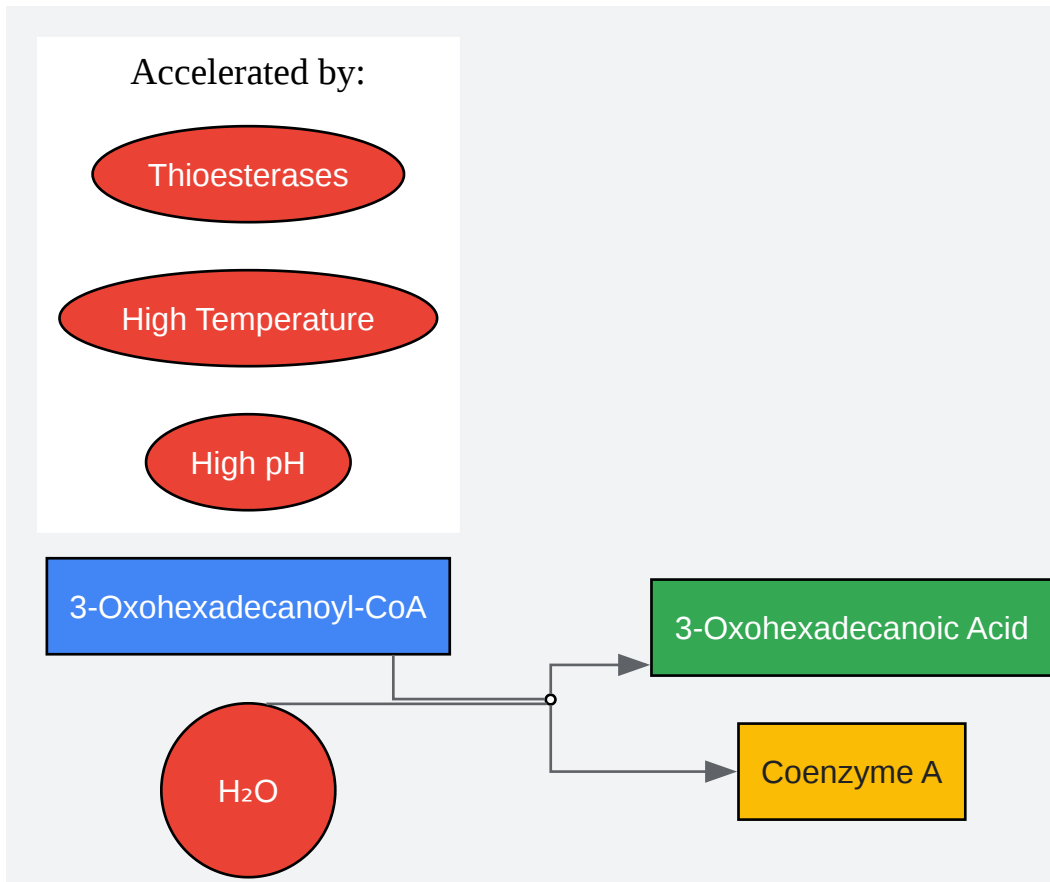 Accelerated by:
Thioesterases
High Temperature
High pH
3-Oxohexadecanoyl-CoA
3-Oxohexadecanoic Acid
H₂O
Coenzyme A